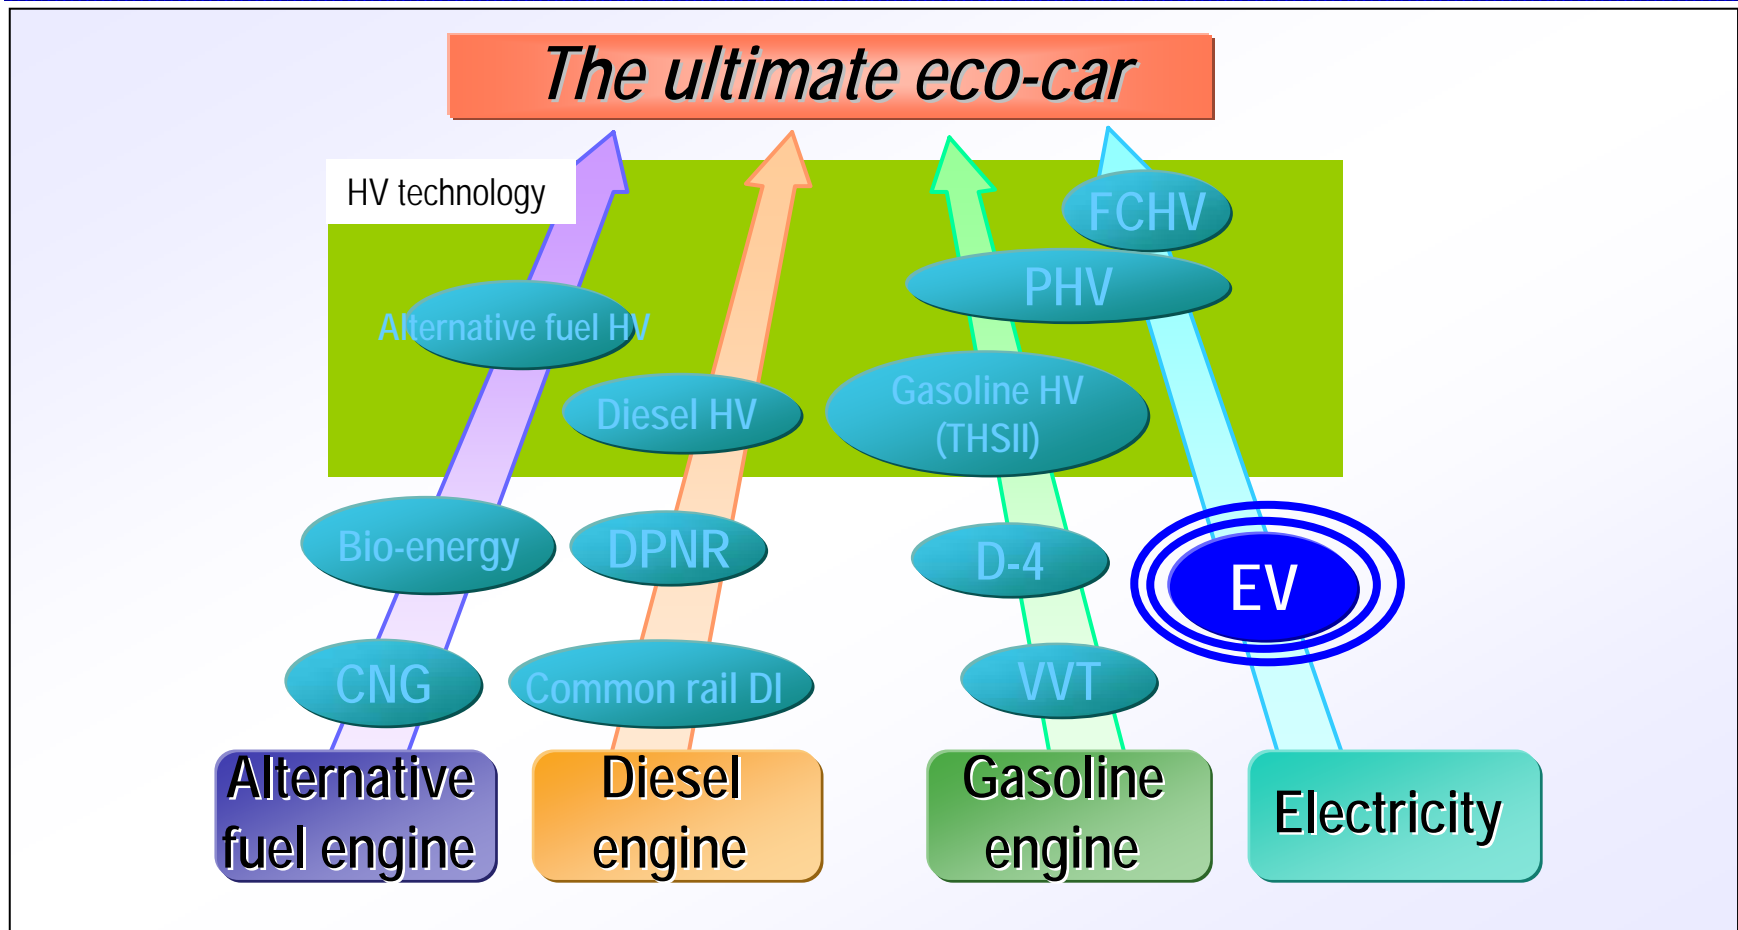 The ultimate eco-car
HV technology
FCHV
PHV
Alternative fuel HV
Gasoline HV
(THSII)
Diesel HV
Bio-energy
DPNR
D-4
EV
CNG
Common rail DI
VVT
Alternative
fuel engine
Diesel
engine
Gasoline
engine
Electricity